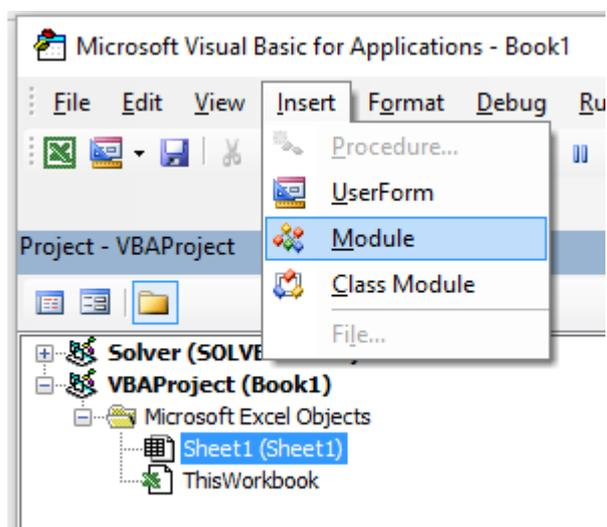 Microsoft Visual Basic for Applications - Book1
File Edit View Insert Format Debug
Procedure...
UserForm
Project - VBAProject
Module
Class Module
File...
Solver
VBAProject (Book1)
Microsoft Excel Objects
Sheet1 (Sheet1)
ThisWorkbook